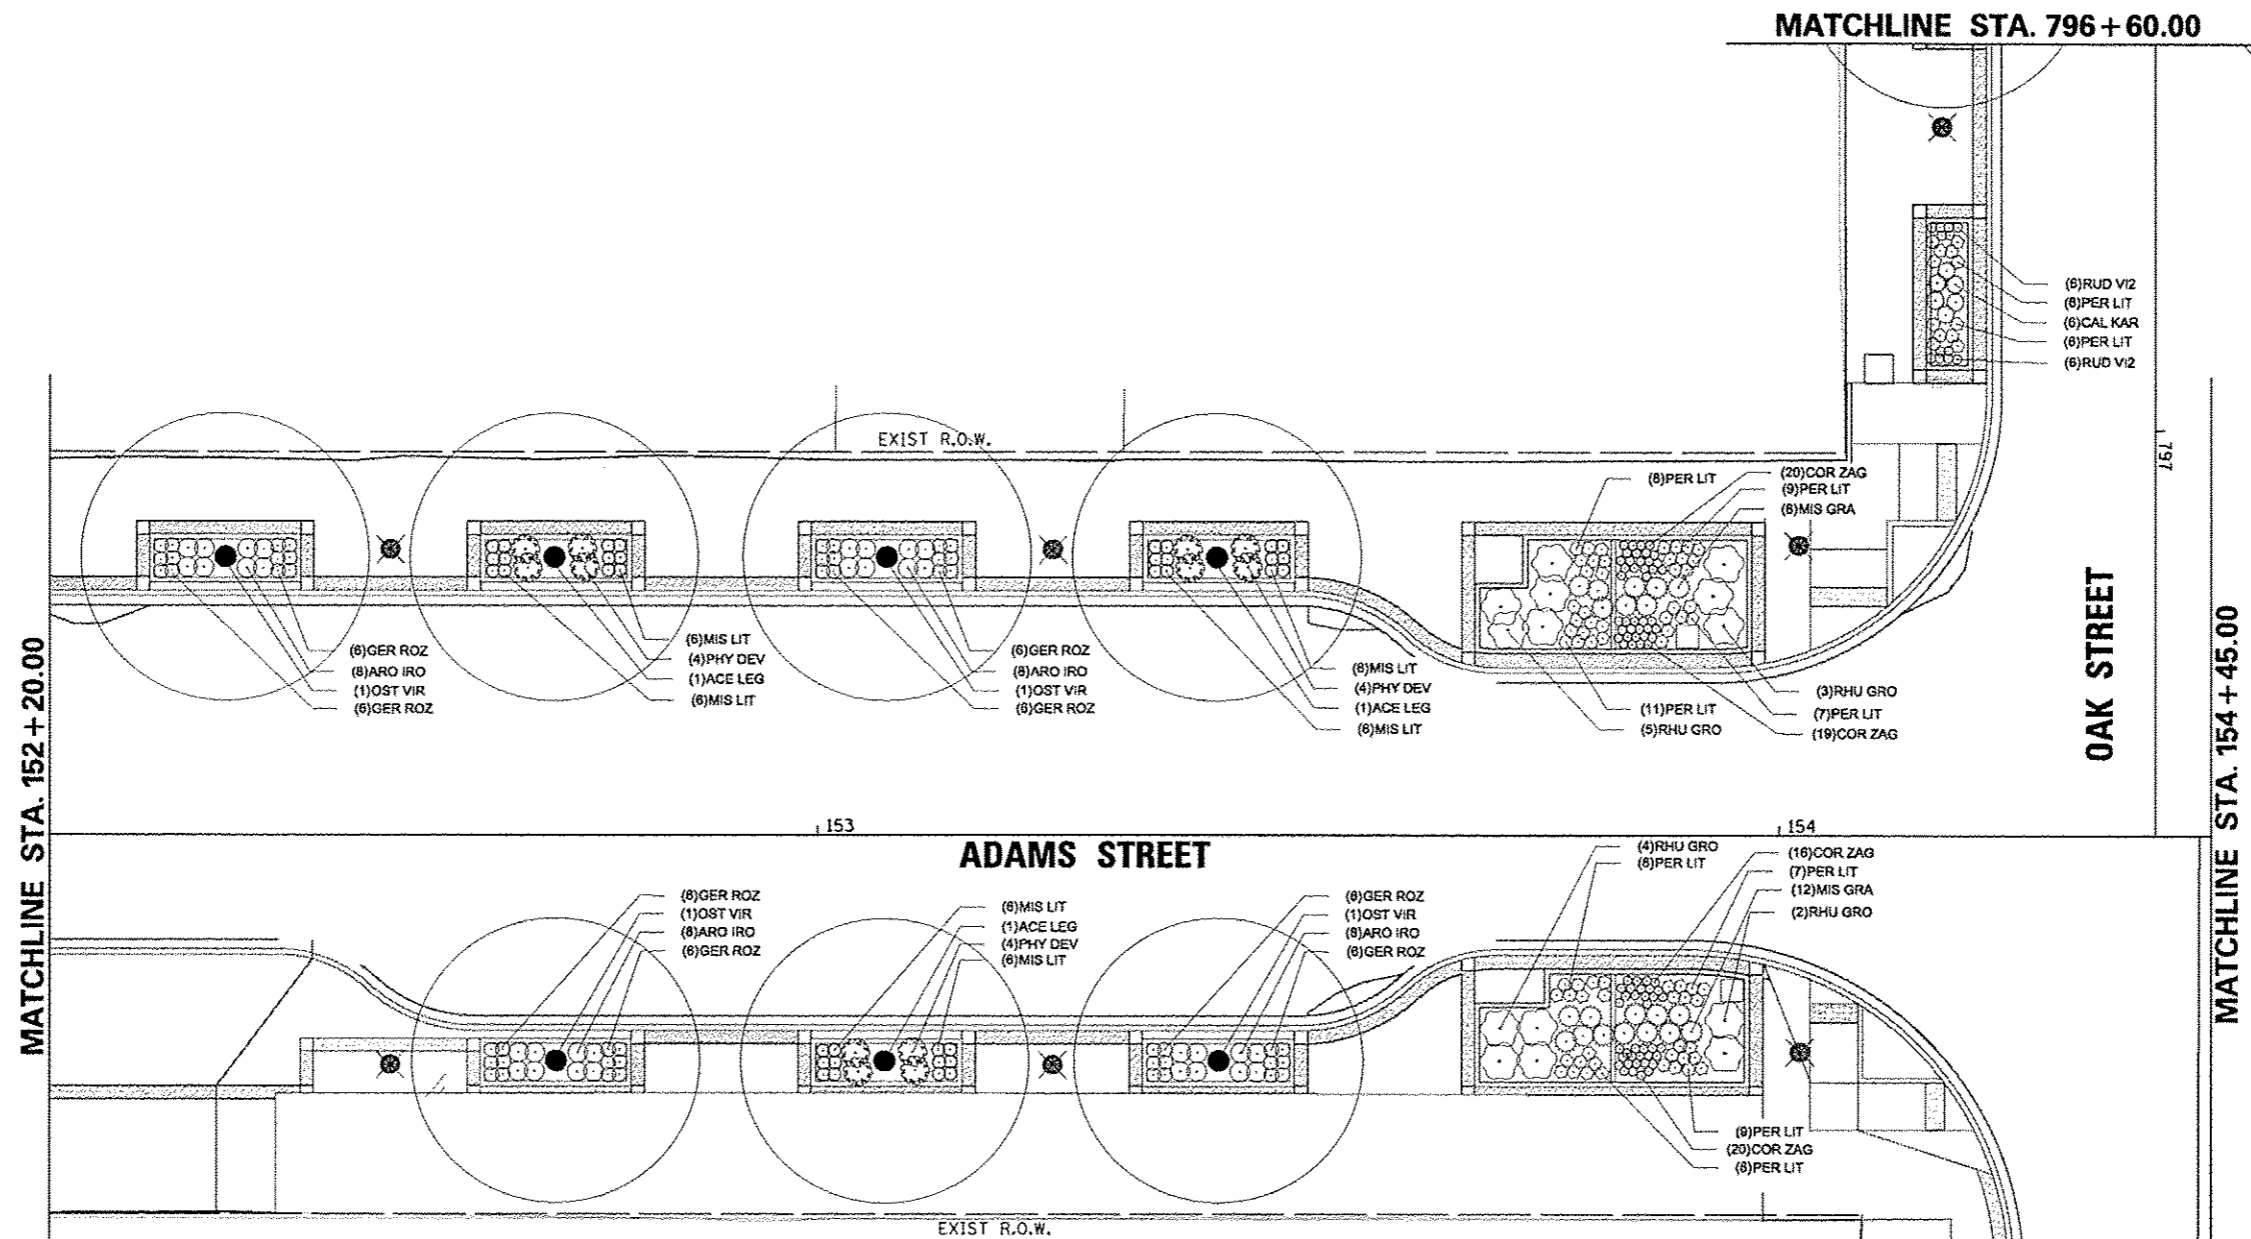 MATCHLINE STA. 796+60.00
(6)RUD VI2
(6)PER LIT
(6)CAL KAR
(6)PER LIT
(6)RUD VI2
EXIST R.O.W.
797
(8)PER LIT
(20)COR ZAG
(9)PER LIT
(8)MIS GRA
(6)GER ROZ
(8)ARO IRO
(1)OST VIR
(6)GER ROZ
(6)MIS LIT
(4)PHY DEV
(1)ACE LEG
(6)MIS LIT
(6)GER ROZ
(8)ARO IRO
(1)OST VIR
(6)GER ROZ
(6)MIS LIT
(4)PHY DEV
(1)ACE LEG
(6)MIS LIT
(11)PER LIT
(5)RHU GRO
(3)RHU GRO
(7)PER LIT
(19)COR ZAG
OAK STREET
MATCHLINE STA. 152+20.00
MATCHLINE STA. 154+45.00
153
154
ADAMS STREET
(6)GER ROZ
(1)OST VIR
(8)ARO IRO
(6)GER ROZ
(6)MIS LIT
(1)ACE LEG
(4)PHY DEV
(6)MIS LIT
(6)GER ROZ
(1)OST VIR
(8)ARO IRO
(6)GER ROZ
(4)RHU GRO
(6)PER LIT
(16)COR ZAG
(7)PER LIT
(12)MIS GRA
(2)RHU GRO
(9)PER LIT
(20)COR ZAG
(8)PER LIT
EXIST R.O.W.